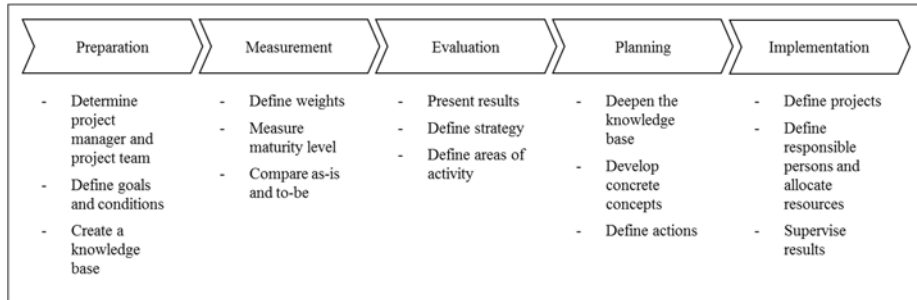 Preparation
Measurement
Evaluation
Planning
Implementation
- Determine
project
manager and
project team
- Define goals
and conditions
- Create a
knowledge
base
- Define weights
- Measure
maturity level
- Compare as-is
and to-be
- Present results
- Define strategy
- Define areas of
activity
- Deepen the
knowledge
base
- Develop
concrete
concepts
- Define actions
- Define projects
- Define
responsible
persons and
allocate
resources
- Supervise
results